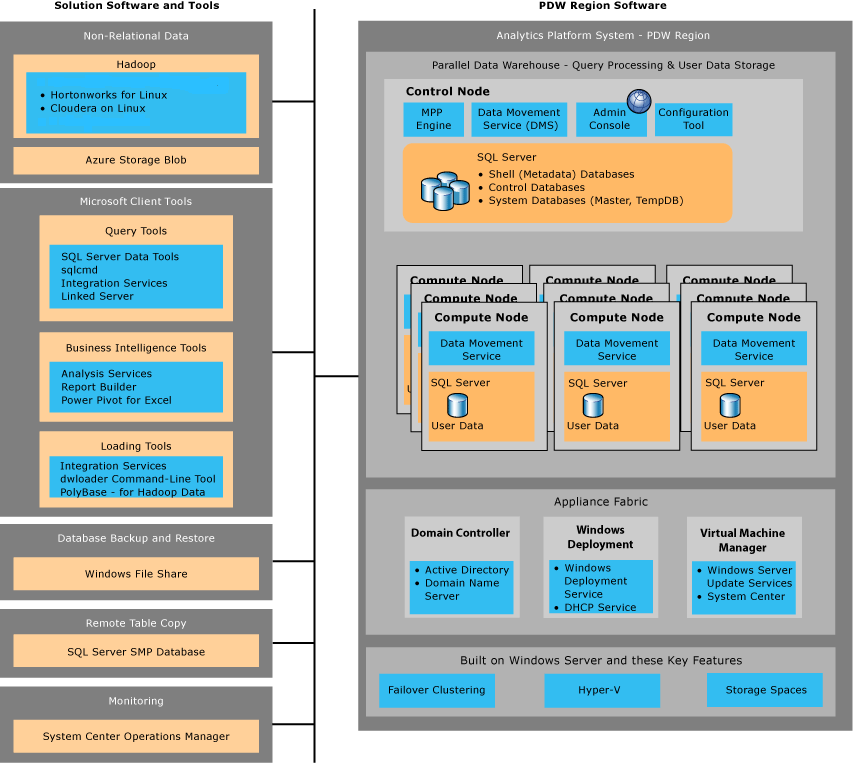 Solution Software and Tools
Non-Relational Data
Hadoop
• Hortonworks for Linux
• Cloudera on Linux
Azure Storage Blob
Microsoft Client Tools
Query Tools
SQL Server Data Tools
sqlcmd
Integration Services
Linked Server
Business Intelligence Tools
Analysis Services
Report Builder
Power Pivot for Excel
Loading Tools
Integration Services
dwloader Command-Line Tool
PolyBase - for Hadoop Data
Database Backup and Restore
Windows File Share
Remote Table Copy
SQL Server SMP Database
Monitoring
System Center Operations Manager
PDW Region Software
Analytics Platform System - PDW Region
Parallel Data Warehouse - Query Processing & User Data Storage
Control Node
MPP
Engine
Data Movement
Service (DMS)
Admin
Console
Configuration
Tool
SQL Server
• Shell (Metadata) Databases
• Control Databases
• System Databases (Master, TempDB)
Compute Node
Compute Node
Compute Node
Compute Node
Compute Node
Compute Node
Compute Node
Data Movement
Service
SQL Server
User Data
Compute Node
Data Movement
Service
SQL Server
User Data
Compute Node
Data Movement
Service
SQL Server
User Data
Appliance Fabric
Domain Controller
• Active Directory
• Domain Name
Server
Windows
Deployment
• Windows
Deployment
Service
• DHCP Service
Virtual Machine
Manager
• Windows Server
Update Services
• System Center
Built on Windows Server and these Key Features
Failover Clustering
Hyper-V
Storage Spaces